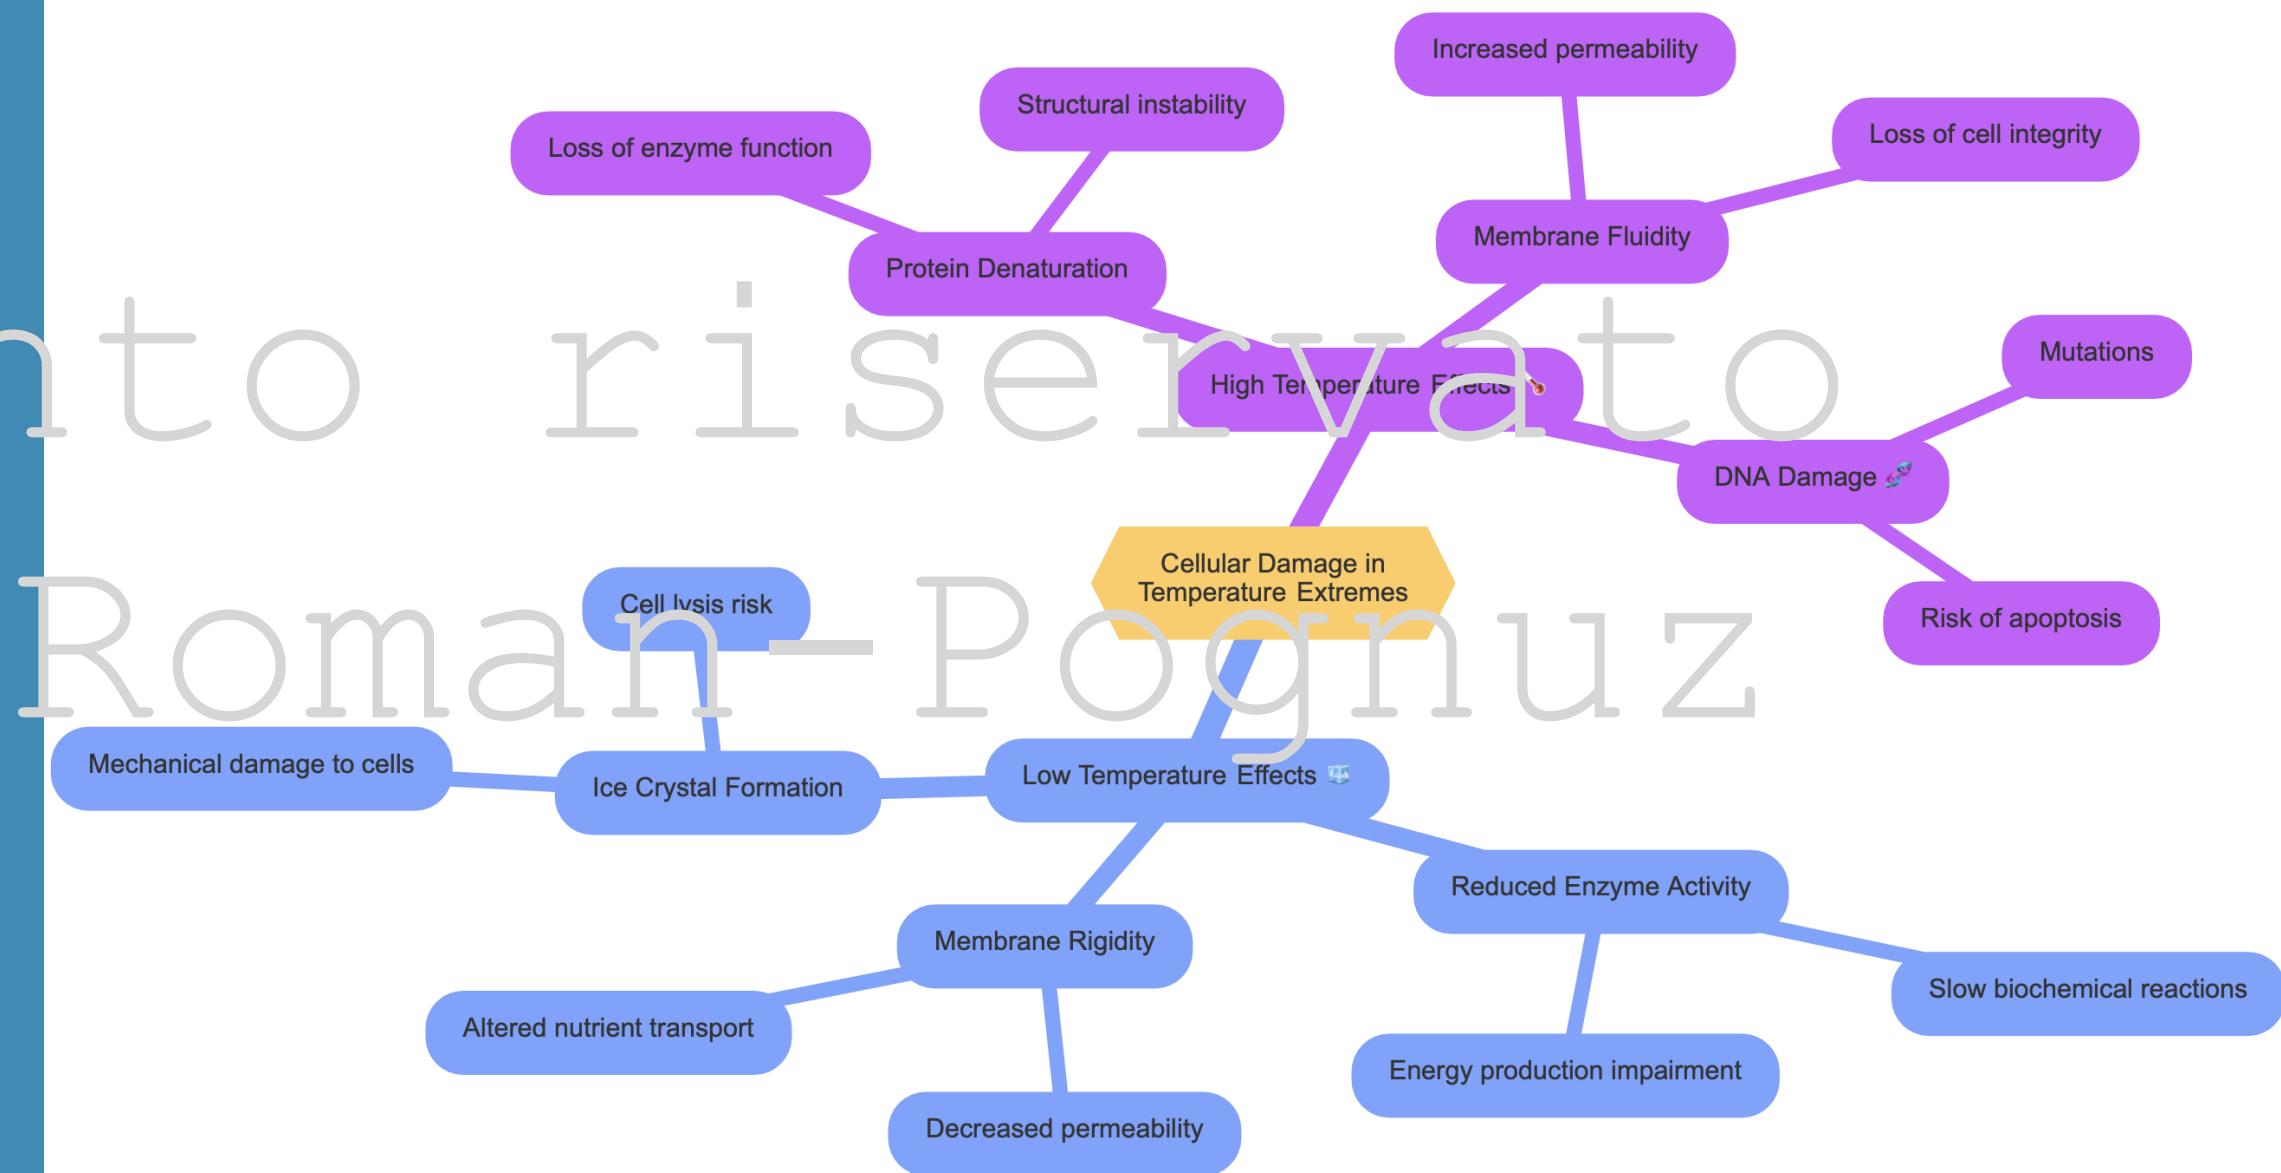 Increased permeability
Structural instability
Loss of cell integrity
Loss of enzyme function
Membrane Fluidity
Protein Denaturation
Mutations
High Temperature Effects
nto riservato
DNA Damage
Cellular Damage in
Temperature Extremes
Cell lysis risk
Risk of apoptosis
Roman-Pognuz
Mechanical damage to cells
Low Temperature Effects
Ice Crystal Formation
Reduced Enzyme Activity
Membrane Rigidity
Slow biochemical reactions
Altered nutrient transport
Energy production impairment
Decreased permeability